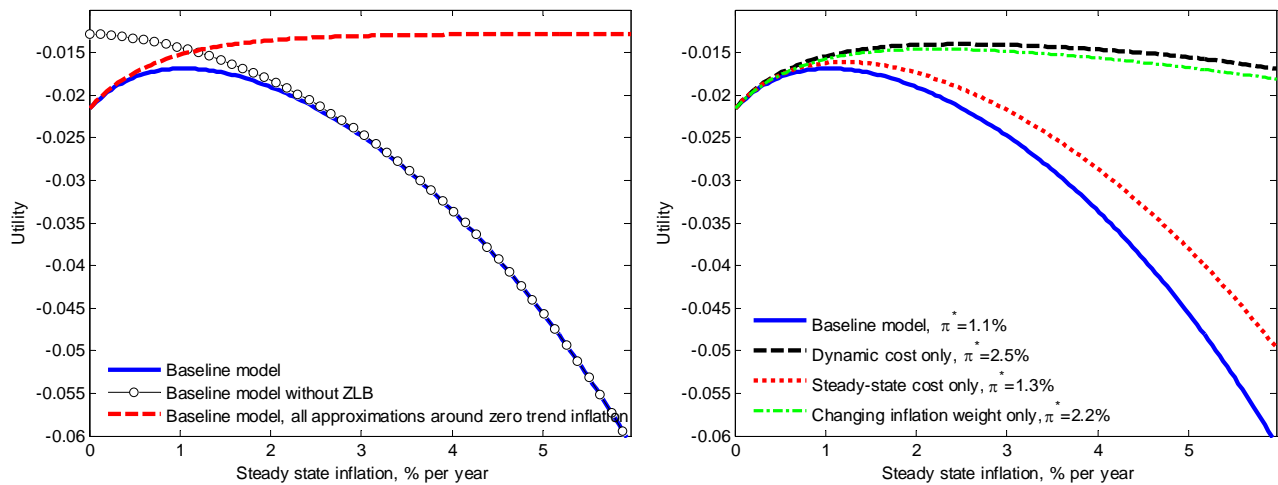 -0.015
-0.02
-0.025
-0.03
-0.035
-0.04
-0.045
-0.05
-0.055
-0.06
Utility
Baseline model
Baseline model without ZLB
Baseline model, all approximations around zero trend inflation
0 1 2 3 4 5
Steady state inflation, % per year
-0.015
-0.02
-0.025
-0.03
-0.035
-0.04
-0.045
-0.05
-0.055
-0.06
Utility
Baseline model, π*=1.1%
Dynamic cost only, π*=2.5%
Steady-state cost only, π*=1.3%
Changing inflation weight only, π*=2.2%
0 1 2 3 4 5
Steady state inflation, % per year